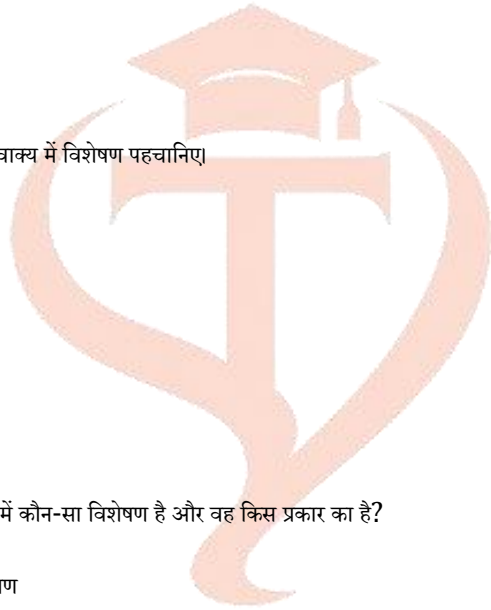 वाक्य में विशेषण पहचानिए।
में कौन-सा विशेषण है और वह किस प्रकार का है?